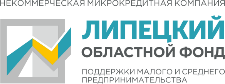 НЕКОММЕРЧЕСКАЯ МИКРОКРЕДИТНАЯ КОМПАНИЯ
ЛИПЕЦКИЙ
ОБЛАСТНОЙ ФОНД
ПОДДЕРЖКИ МАЛОГО И СРЕДНЕГО
ПРЕДПРИНИМАТЕЛЬСТВА